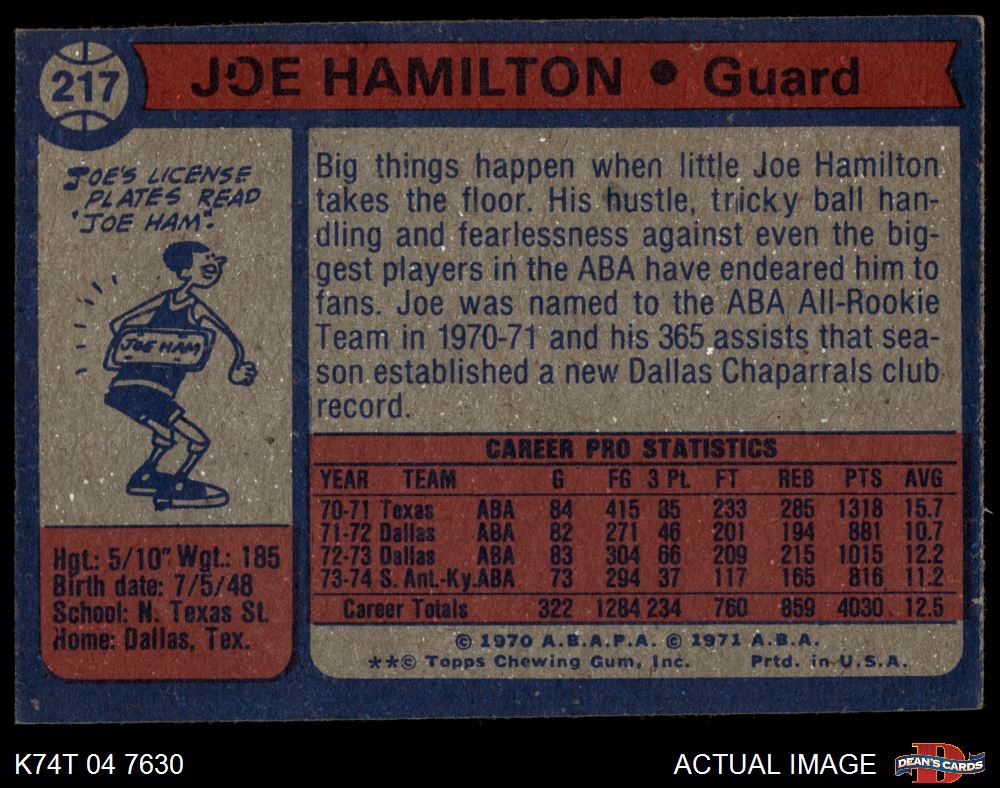 217
JOE HAMILTON ● Guard
JOE'S LICENSE
PLATES READ
"JOE HAM".
JOE HAM
Big things happen when little Joe Hamilton
takes the floor. His hustle, tricky ball han-
dling and fearlessness against even the big-
gest players in the ABA have endeared him to
fans. Joe was named to the ABA All-Rookie
Team in 1970-71 and his 365 assists that sea-
son established a new Dallas Chaparrals club
record.
Hgt: 5/10" Wgt.: 185
Birth date: 7/5/48
School: N. Texas St.
Home: Dallas, Tex.
CAREER PRO STATISTICS
YEAR TEAM G FG 3 Pt. FT REB PTS AVG
70-71 Texas ABA 84 415 85 233 285 1318 15.7
71-72 Dallas ABA 82 271 46 201 194 881 10.7
72-73 Dallas ABA 83 304 66 209 215 1015 12.2
73-74 S. Ant.-Ky. ABA 73 294 37 117 165 816 11.2
Career Totals 322 1284 234 760 859 4030 12.5
© 1970 A.B.A.P.A. © 1971 A.B.A.
**© Topps Chewing Gum, Inc. Prtd. in U.S.A.
K74T 04 7630
ACTUAL IMAGE
D
DEAN'S CARDS